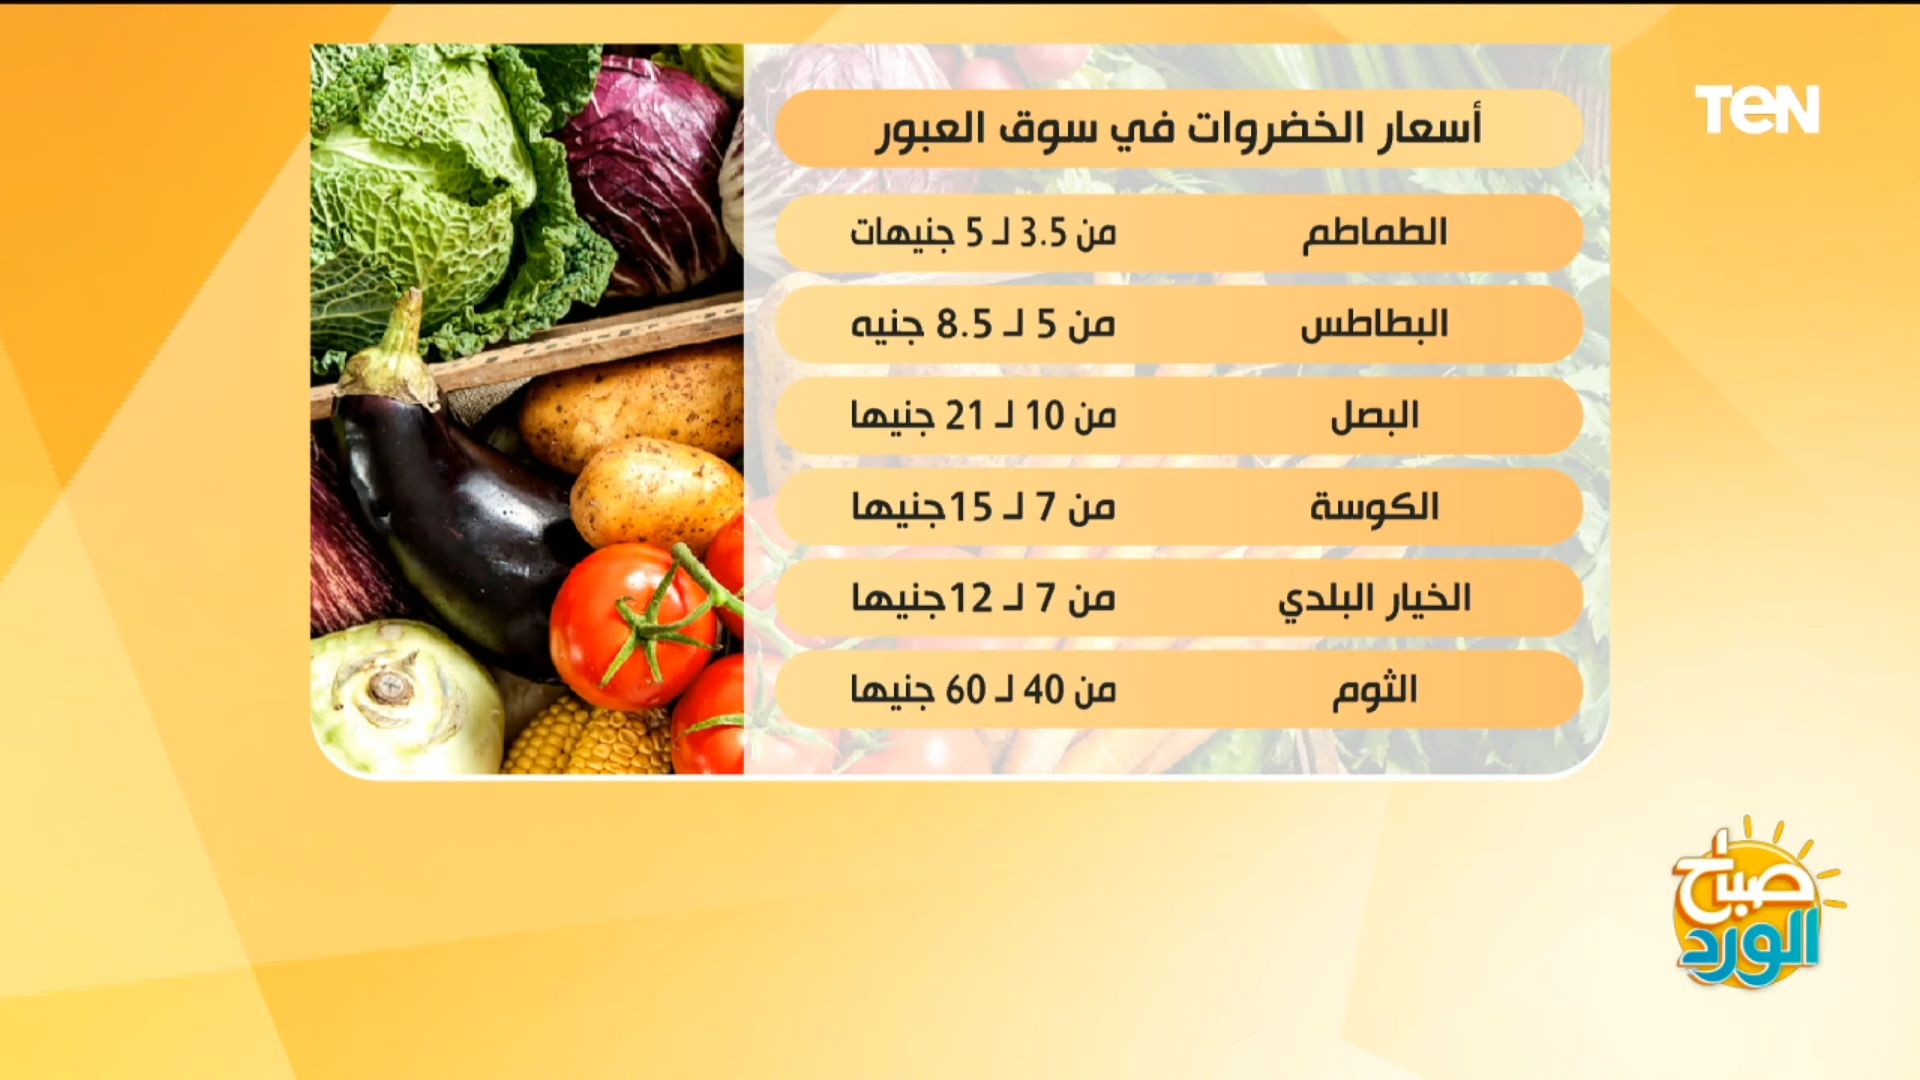 TEN
أسعار الخضروات في سوق العبور
الطماطم من 3.5 لـ 5 جنيهات
البطاطس من 5 لـ 8.5 جنيه
البصل من 10 لـ 21 جنيها
الكوسة من 7 لـ 15جنيها
الخيار البلدي من 7 لـ 12جنيها
الثوم من 40 لـ 60 جنيها
صباح
الورد